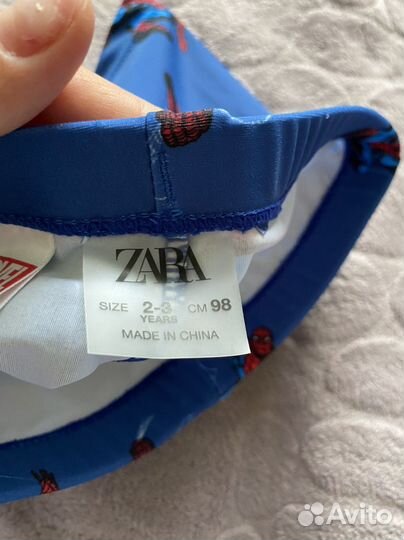 ZARA
SIZE 2-3 YEARS CM 98
MADE IN CHINA
Avito